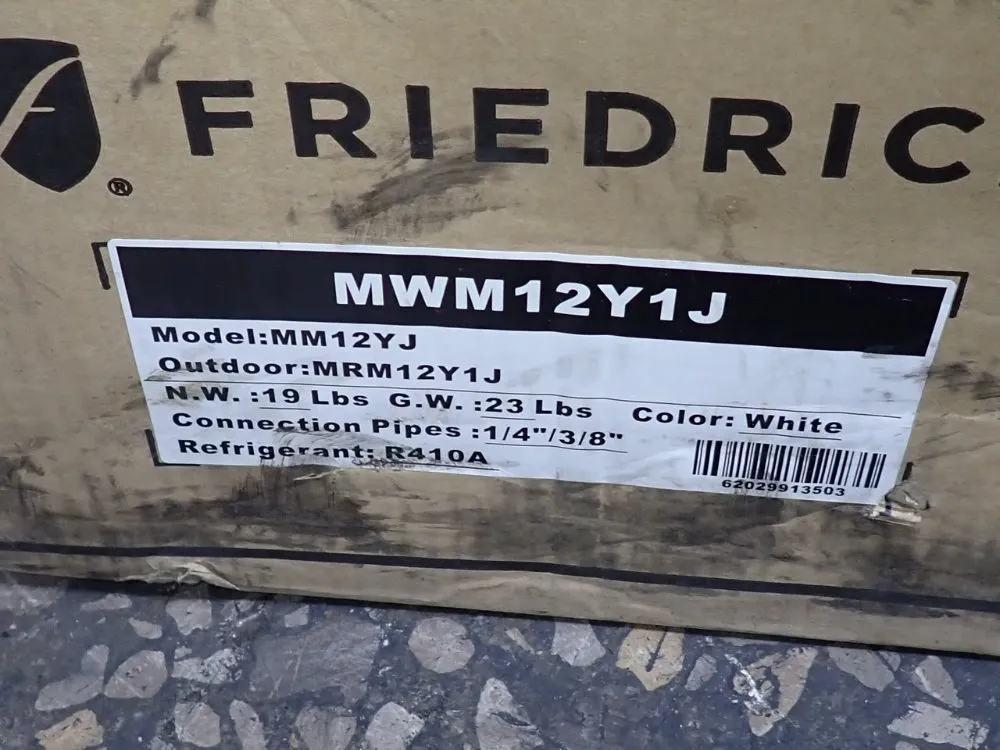 FRIEDRIC
®
MWM12Y1J
Model:MM12YJ
Outdoor:MRM12Y1J
N.W. :19 Lbs G.W. :23 Lbs Color: White
Connection Pipes :1/4"/3/8"
Refrigerant: R410A
62029913503